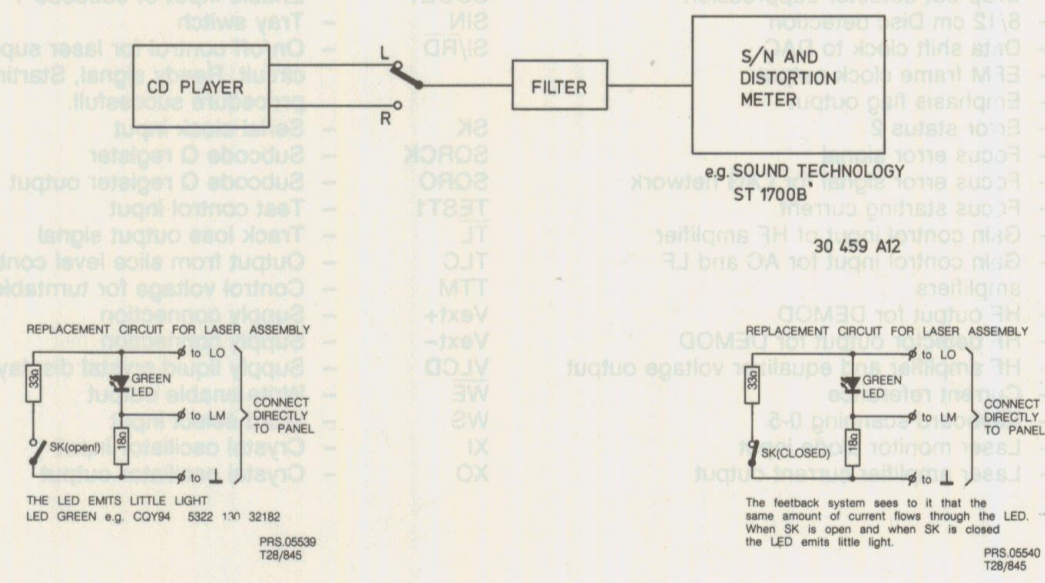 CD PLAYER
L
R
FILTER
S/N AND
DISTORTION
METER
e.g. SOUND TECHNOLOGY
ST 1700B
30 459 A12
REPLACEMENT CIRCUIT FOR LASER ASSEMBLY
33Ω
GREEN
LED
18Ω
SK(open!)
to LO
to LM
to ⊥
CONNECT
DIRECTLY
TO PANEL
THE LED EMITS LITTLE LIGHT
LED GREEN e.g. CQY94 5322 130 32182
PRS.05539
T28/845
REPLACEMENT CIRCUIT FOR LASER ASSEMBLY
33Ω
GREEN
LED
18Ω
SK(CLOSED)
to LO
to LM
to ⊥
CONNECT
DIRECTLY
TO PANEL
The feetback system sees to it that the
same amount of current flows through the LED.
When SK is open and when SK is closed
the LED emits little light.
PRS.05540
T28/845